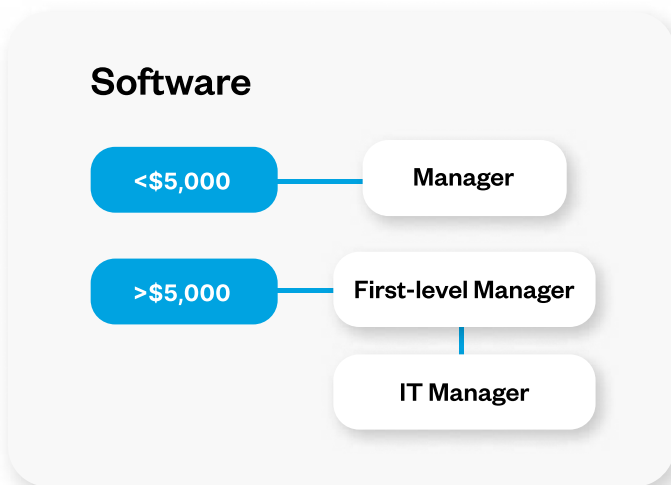 Software
<$5,000
Manager
>$5,000
First-level Manager
IT Manager